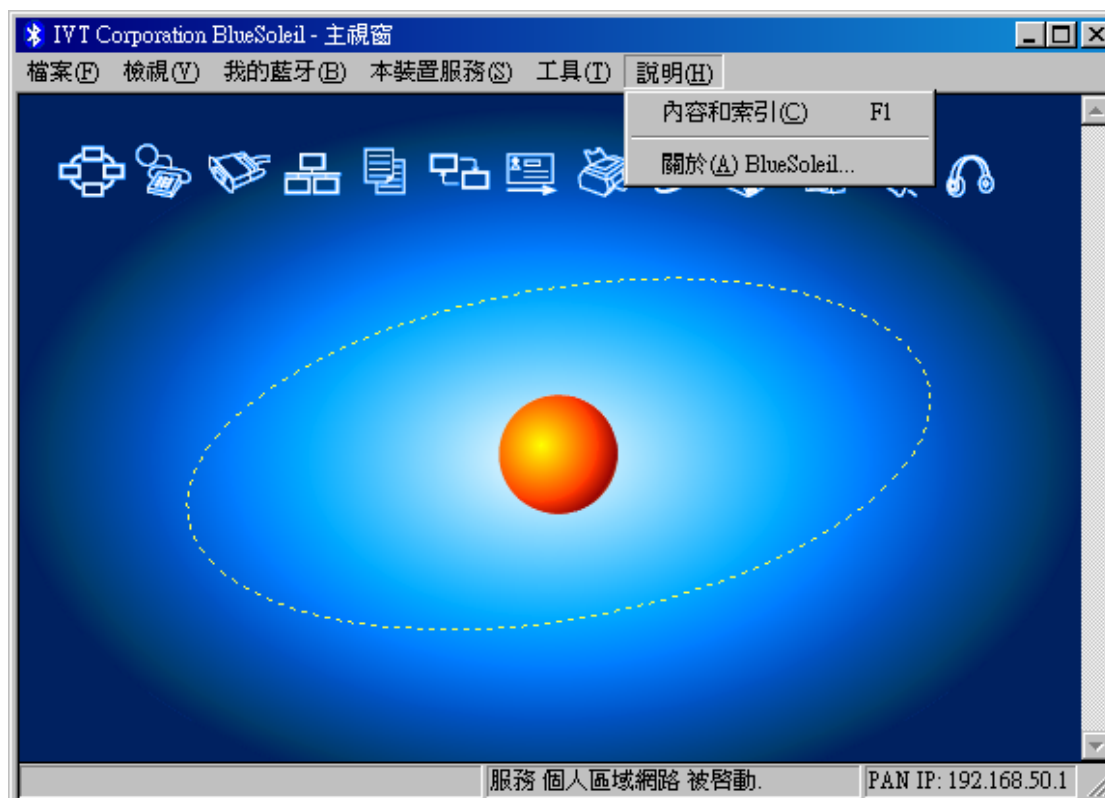 IVT Corporation BlueSoleil - 主視窗
檔案(F) 檢視(V) 我的藍牙(B) 本裝置服務(S) 工具(T) 說明(H)
內容和索引(C) F1
關於(A) BlueSoleil...
服務 個人區域網路 被啓動. PAN IP: 192.168.50.1